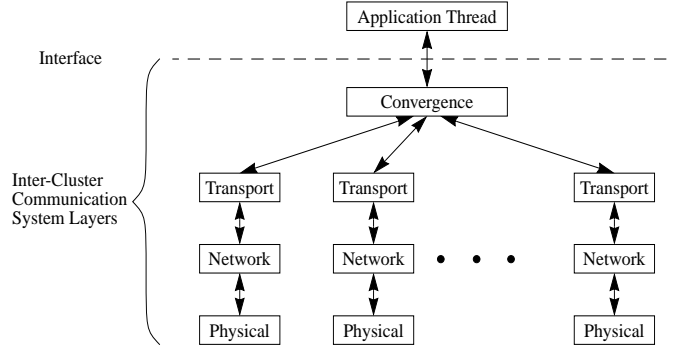 Application Thread
Interface
Convergence
Inter-Cluster
Communication
System Layers
Transport Transport Transport
Network Network Network
Physical Physical Physical